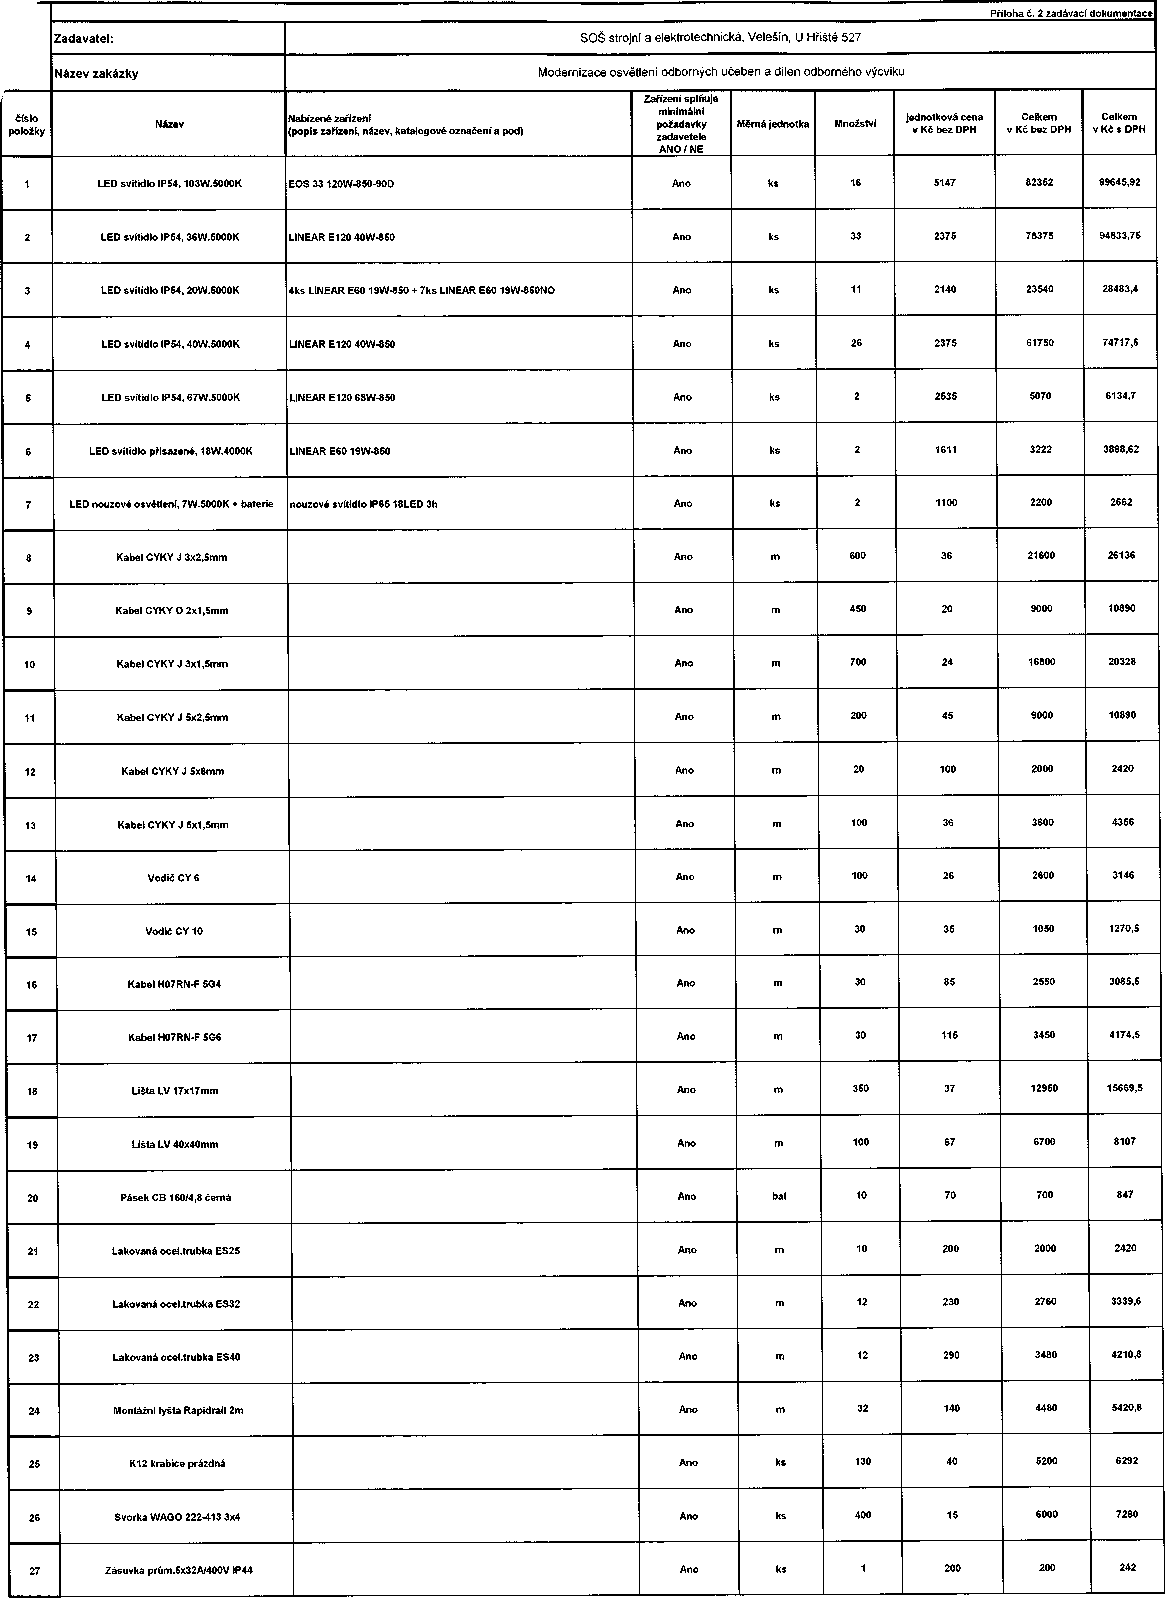 Příloha č. 2 zadávací dokumentace
Zadavatel: SOŠ strojní a elektrotechnická, Velešín, U Hřiště 527
Název zakázky Modernizace osvětlení odborných učeben a dílen odborného výcviku
číslo položky Název Nabízené zařízení (popis zařízení, název, katalogové označení a pod) Zařízení splňuje minimální požadavky zadavetele ANO / NE Měrná jednotka Množství jednotková cena v Kč bez DPH Celkem v Kč bez DPH Celkem v Kč s DPH
1 LED svítidlo IP54, 103W.5000K EOS 33 120W-850-90D Ano ks 16 5147 82352 99645,92
2 LED svítidlo IP54, 36W.5000K LINEAR E120 40W-850 Ano ks 33 2375 78375 94833,75
3 LED svítidlo IP54, 20W.5000K 4ks LINEAR E60 19W-850 + 7ks LINEAR E60 19W-850NO Ano ks 11 2140 23540 28483,4
4 LED svítidlo IP54, 40W.5000K LINEAR E120 40W-850 Ano ks 26 2375 61750 74717,5
5 LED svítidlo IP54, 67W.5000K LINEAR E120 68W-850 Ano ks 2 2535 5070 6134,7
6 LED svítidlo přisazené, 18W.4000K LINEAR E60 19W-850 Ano ks 2 1611 3222 3898,62
7 LED nouzové osvětlení, 7W.5000K + baterie nouzové svítidlo IP65 18LED 3h Ano ks 2 1100 2200 2662
8 Kabel CYKY J 3x2,5mm Ano m 600 36 21600 26136
9 Kabel CYKY O 2x1,5mm Ano m 450 20 9000 10890
10 Kabel CYKY J 3x1,5mm Ano m 700 24 16800 20328
11 Kabel CYKY J 5x2,5mm Ano m 200 45 9000 10890
12 Kabel CYKY J 5x6mm Ano m 20 100 2000 2420
13 Kabel CYKY J 5x1,5mm Ano m 100 36 3600 4356
14 Vodič CY 6 Ano m 100 26 2600 3146
15 Vodič CY 10 Ano m 30 35 1050 1270,5
16 Kabel H07RN-F 5G4 Ano m 30 85 2550 3085,5
17 Kabel H07RN-F 5G6 Ano m 30 115 3450 4174,5
18 Lišta LV 17x17mm Ano m 350 37 12950 15669,5
19 Lišta LV 40x40mm Ano m 100 67 6700 8107
20 Pásek CB 160/4,8 černá Ano bal 10 70 700 847
21 Lakovaná ocel.trubka ES25 Ano m 10 200 2000 2420
22 Lakovaná ocel.trubka ES32 Ano m 12 230 2760 3339,6
23 Lakovaná ocel.trubka ES40 Ano m 12 290 3480 4210,8
24 Montážní lyšta Rapidrail 2m Ano m 32 140 4480 5420,8
25 K12 krabice prázdná Ano ks 130 40 5200 6292
26 Svorka WAGO 222-413 3x4 Ano ks 400 15 6000 7260
27 Zásuvka prům.5x32A/400V IP44 Ano ks 1 200 200 242